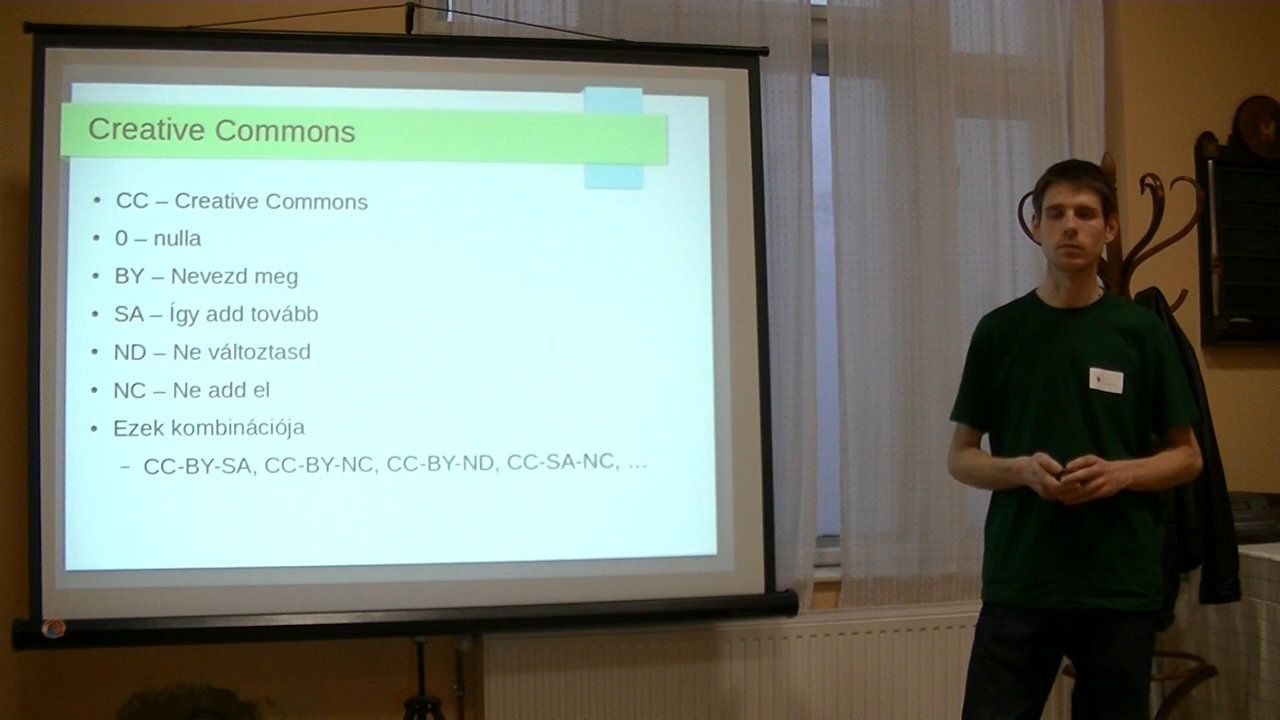 Creative Commons
• CC – Creative Commons
• 0 – nulla
• BY – Nevezd meg
• SA – Így add tovább
• ND – Ne változtasd
• NC – Ne add el
• Ezek kombinációja
– CC-BY-SA, CC-BY-NC, CC-BY-ND, CC-SA-NC, …